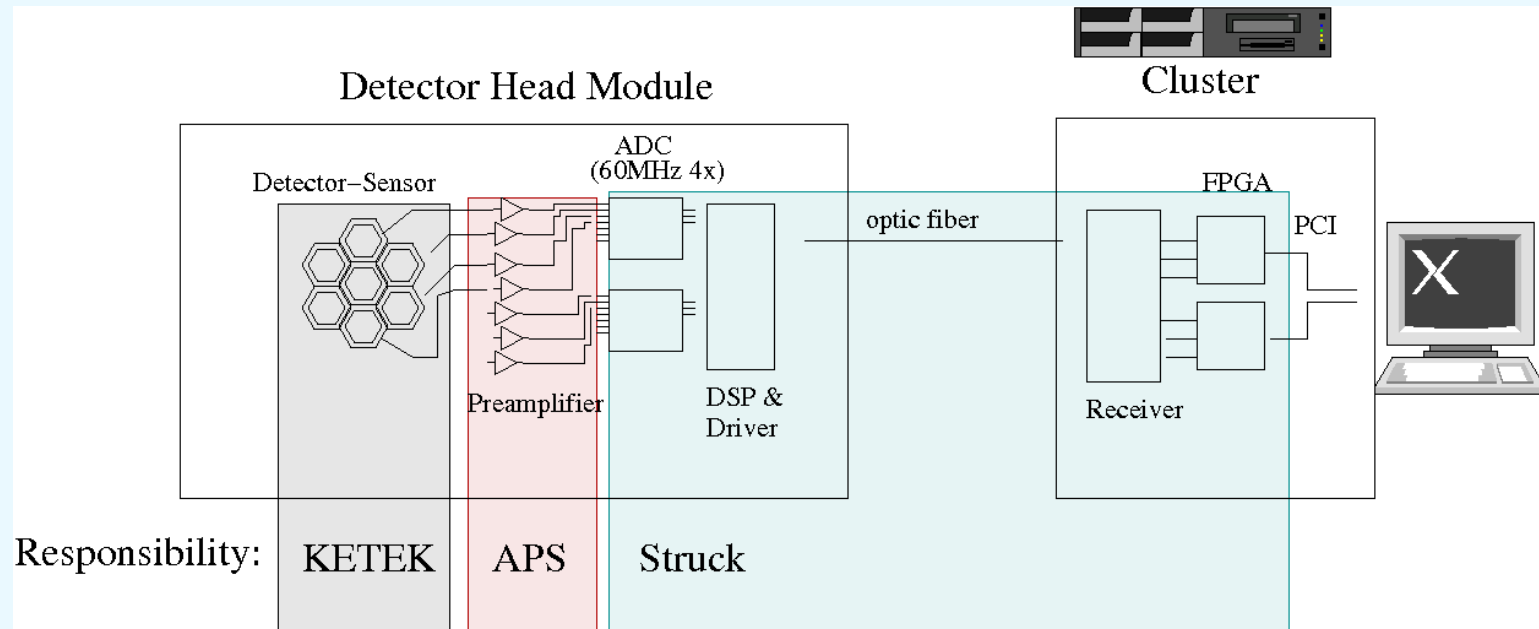 Cluster
Detector Head Module
ADC
(60MHz 4x)
Detector–Sensor
FPGA
optic fiber
PCI
X
Preamplifier
DSP &
Driver
Receiver
Responsibility:
KETEK
APS
Struck